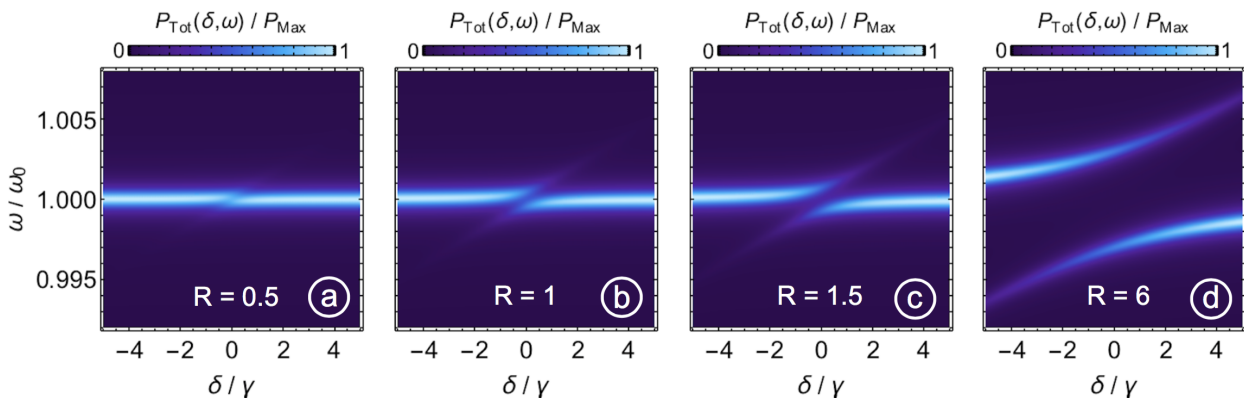 P_Tot(δ,ω) / P_Max P_Tot(δ,ω) / P_Max P_Tot(δ,ω) / P_Max P_Tot(δ,ω) / P_Max
0 1 0 1 0 1 0 1
1.005
1.000
0.995
ω / ω₀
R = 0.5 a R = 1 b R = 1.5 c R = 6 d
−4 −2 0 2 4 −4 −2 0 2 4 −4 −2 0 2 4 −4 −2 0 2 4
δ / γ δ / γ δ / γ δ / γ